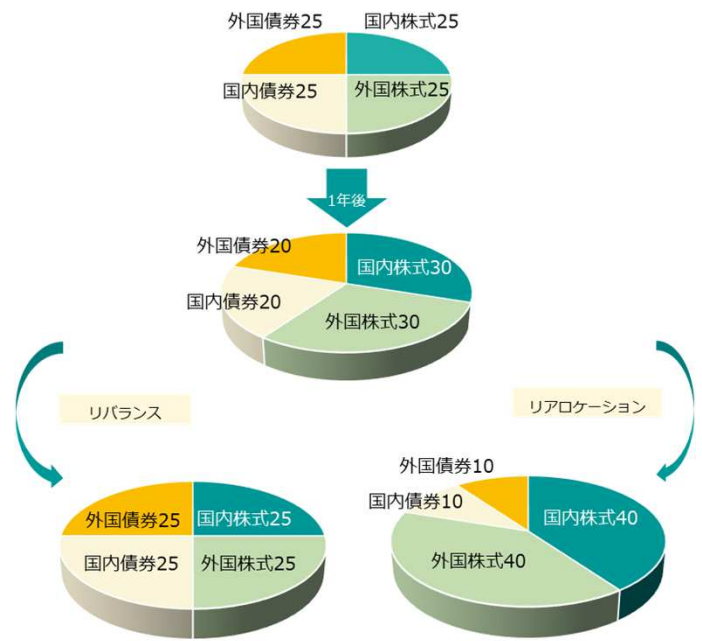 外国債券25
国内株式25
国内債券25
外国株式25
1年後
外国債券20
国内株式30
国内債券20
外国株式30
リバランス
リアロケーション
外国債券25
国内株式25
国内債券25
外国株式25
外国債券10
国内債券10
国内株式40
外国株式40